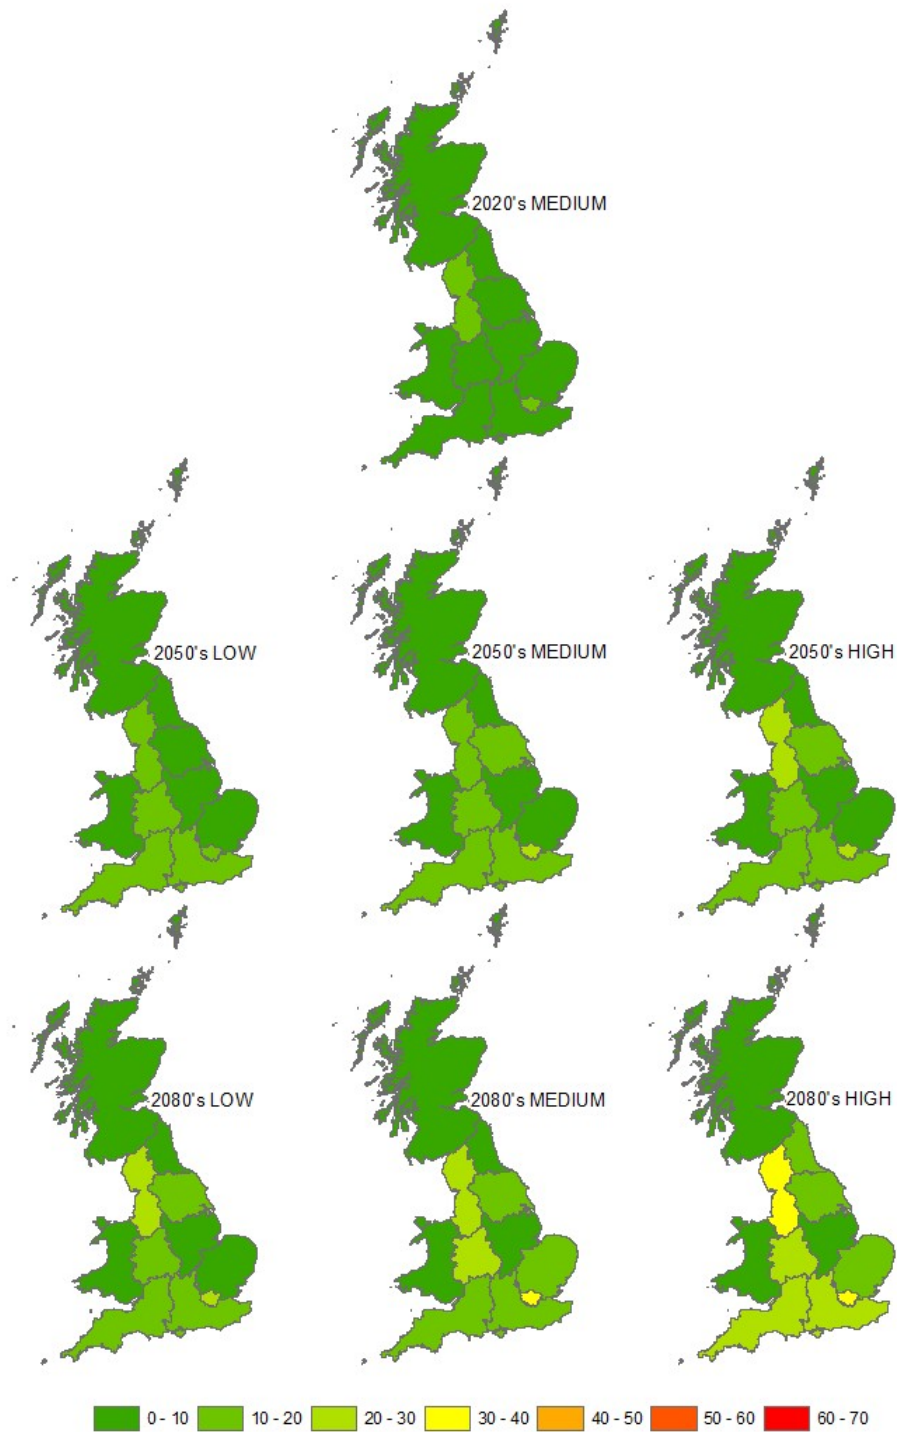 2020's MEDIUM
2050's LOW
2050's MEDIUM
2050's HIGH
2080's LOW
2080's MEDIUM
2080's HIGH
0 - 10 10 - 20 20 - 30 30 - 40 40 - 50 50 - 60 60 - 70